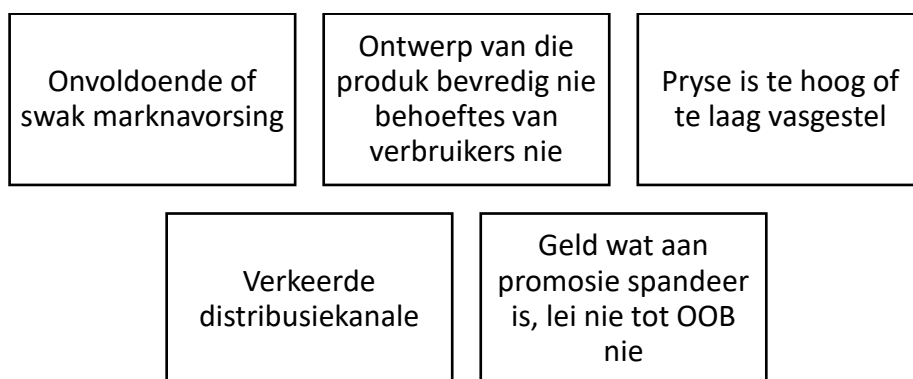 Onvoldoende of
swak marknavorsing
Ontwerp van die
produk bevredig nie
behoeftes van
verbruikers nie
Pryse is te hoog of
te laag vasgestel
Verkeerde
distribusiekanale
Geld wat aan
promosie spandeer
is, lei nie tot OOB
nie